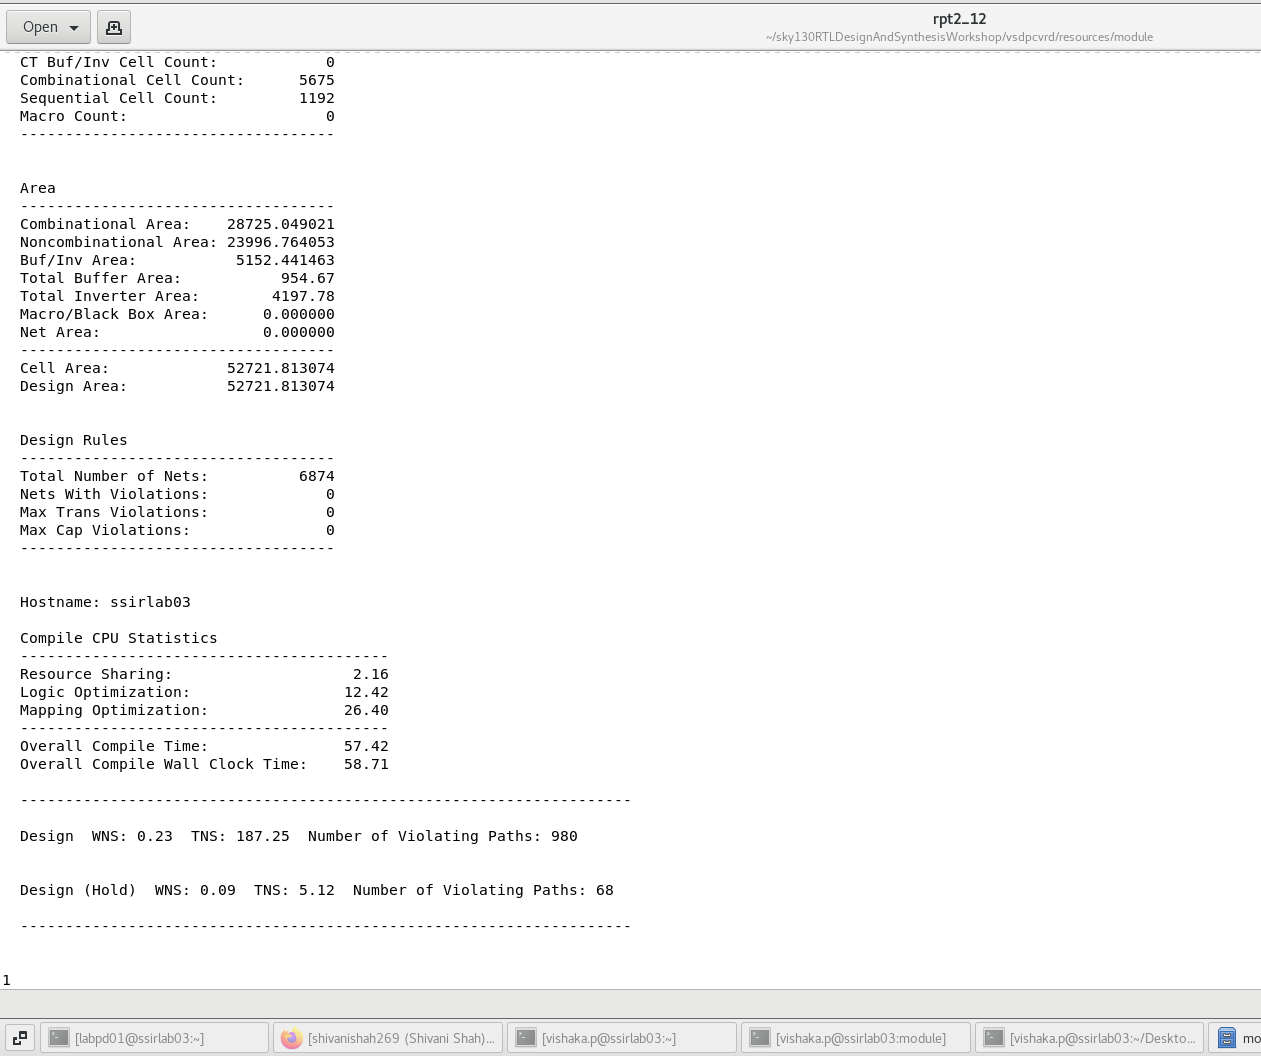 Open
rpt2_12
~/sky130RTLDesignAndSynthesisWorkshop/vsdpcvrd/resources/module
CT Buf/Inv Cell Count:            0
Combinational Cell Count:      5675
Sequential Cell Count:         1192
Macro Count:                      0
-----------------------------------
Area
-----------------------------------
Combinational Area:    28725.049021
Noncombinational Area: 23996.764053
Buf/Inv Area:           5152.441463
Total Buffer Area:           954.67
Total Inverter Area:        4197.78
Macro/Black Box Area:      0.000000
Net Area:                  0.000000
-----------------------------------
Cell Area:             52721.813074
Design Area:           52721.813074
Design Rules
-----------------------------------
Total Number of Nets:          6874
Nets With Violations:             0
Max Trans Violations:             0
Max Cap Violations:               0
-----------------------------------
Hostname: ssirlab03
Compile CPU Statistics
-----------------------------------------
Resource Sharing:                    2.16
Logic Optimization:                 12.42
Mapping Optimization:               26.40
-----------------------------------------
Overall Compile Time:               57.42
Overall Compile Wall Clock Time:    58.71
--------------------------------------------------------------------
Design  WNS: 0.23  TNS: 187.25  Number of Violating Paths: 980
Design (Hold)  WNS: 0.09  TNS: 5.12  Number of Violating Paths: 68
--------------------------------------------------------------------
1
[labpd01@ssirlab03:~]
[shivanishah269 (Shivani Shah)...
[vishaka.p@ssirlab03:~]
[vishaka.p@ssirlab03:module]
[vishaka.p@ssirlab03:~/Deskto...
mo